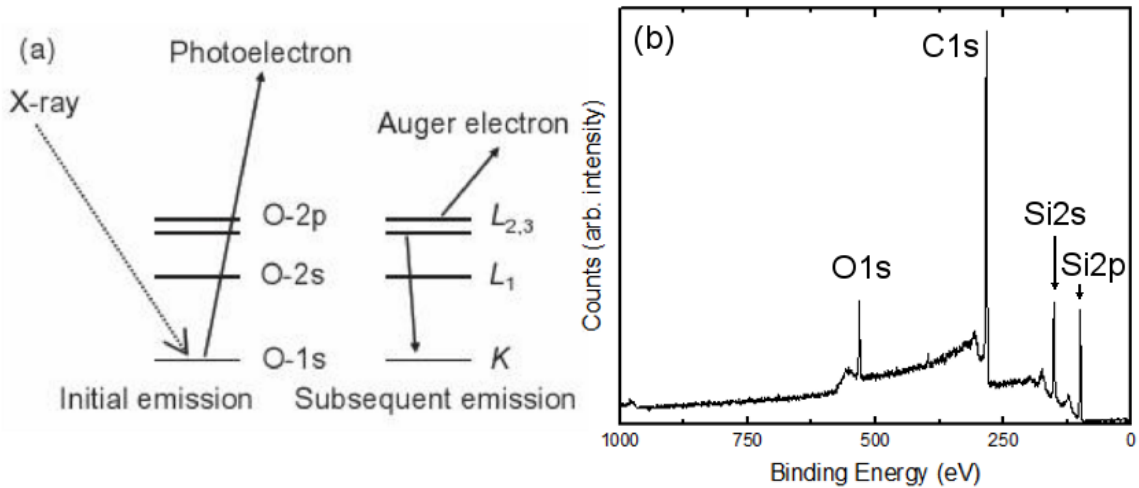 (a)
Photoelectron
X-ray
Auger electron
O-2p
L2,3
O-2s
L1
O-1s
K
Initial emission
Subsequent emission
(b)
C1s
O1s
Si2s
Si2p
Counts (arb. intensity)
1000
750
500
250
0
Binding Energy (eV)